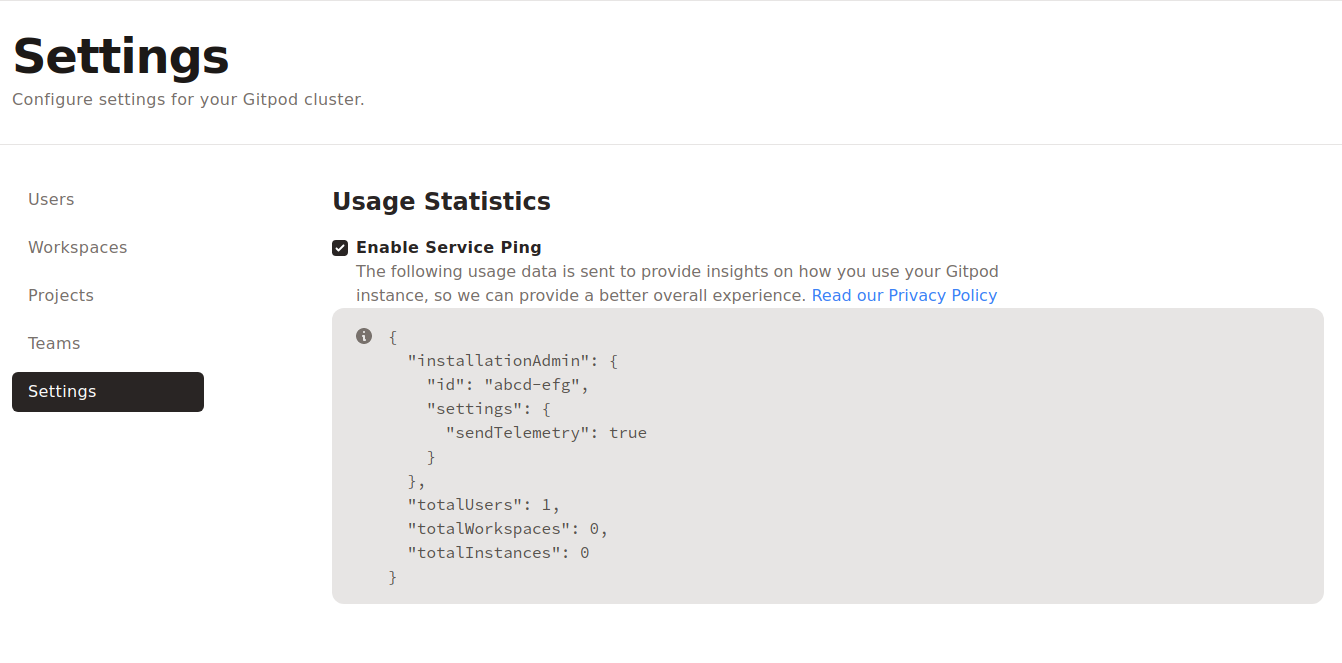 Settings
Configure settings for your Gitpod cluster.
Users
Workspaces
Projects
Teams
Settings
Usage Statistics
Enable Service Ping
The following usage data is sent to provide insights on how you use your Gitpod
instance, so we can provide a better overall experience. Read our Privacy Policy
{
  "installationAdmin": {
    "id": "abcd-efg",
    "settings": {
      "sendTelemetry": true
    }
  },
  "totalUsers": 1,
  "totalWorkspaces": 0,
  "totalInstances": 0
}